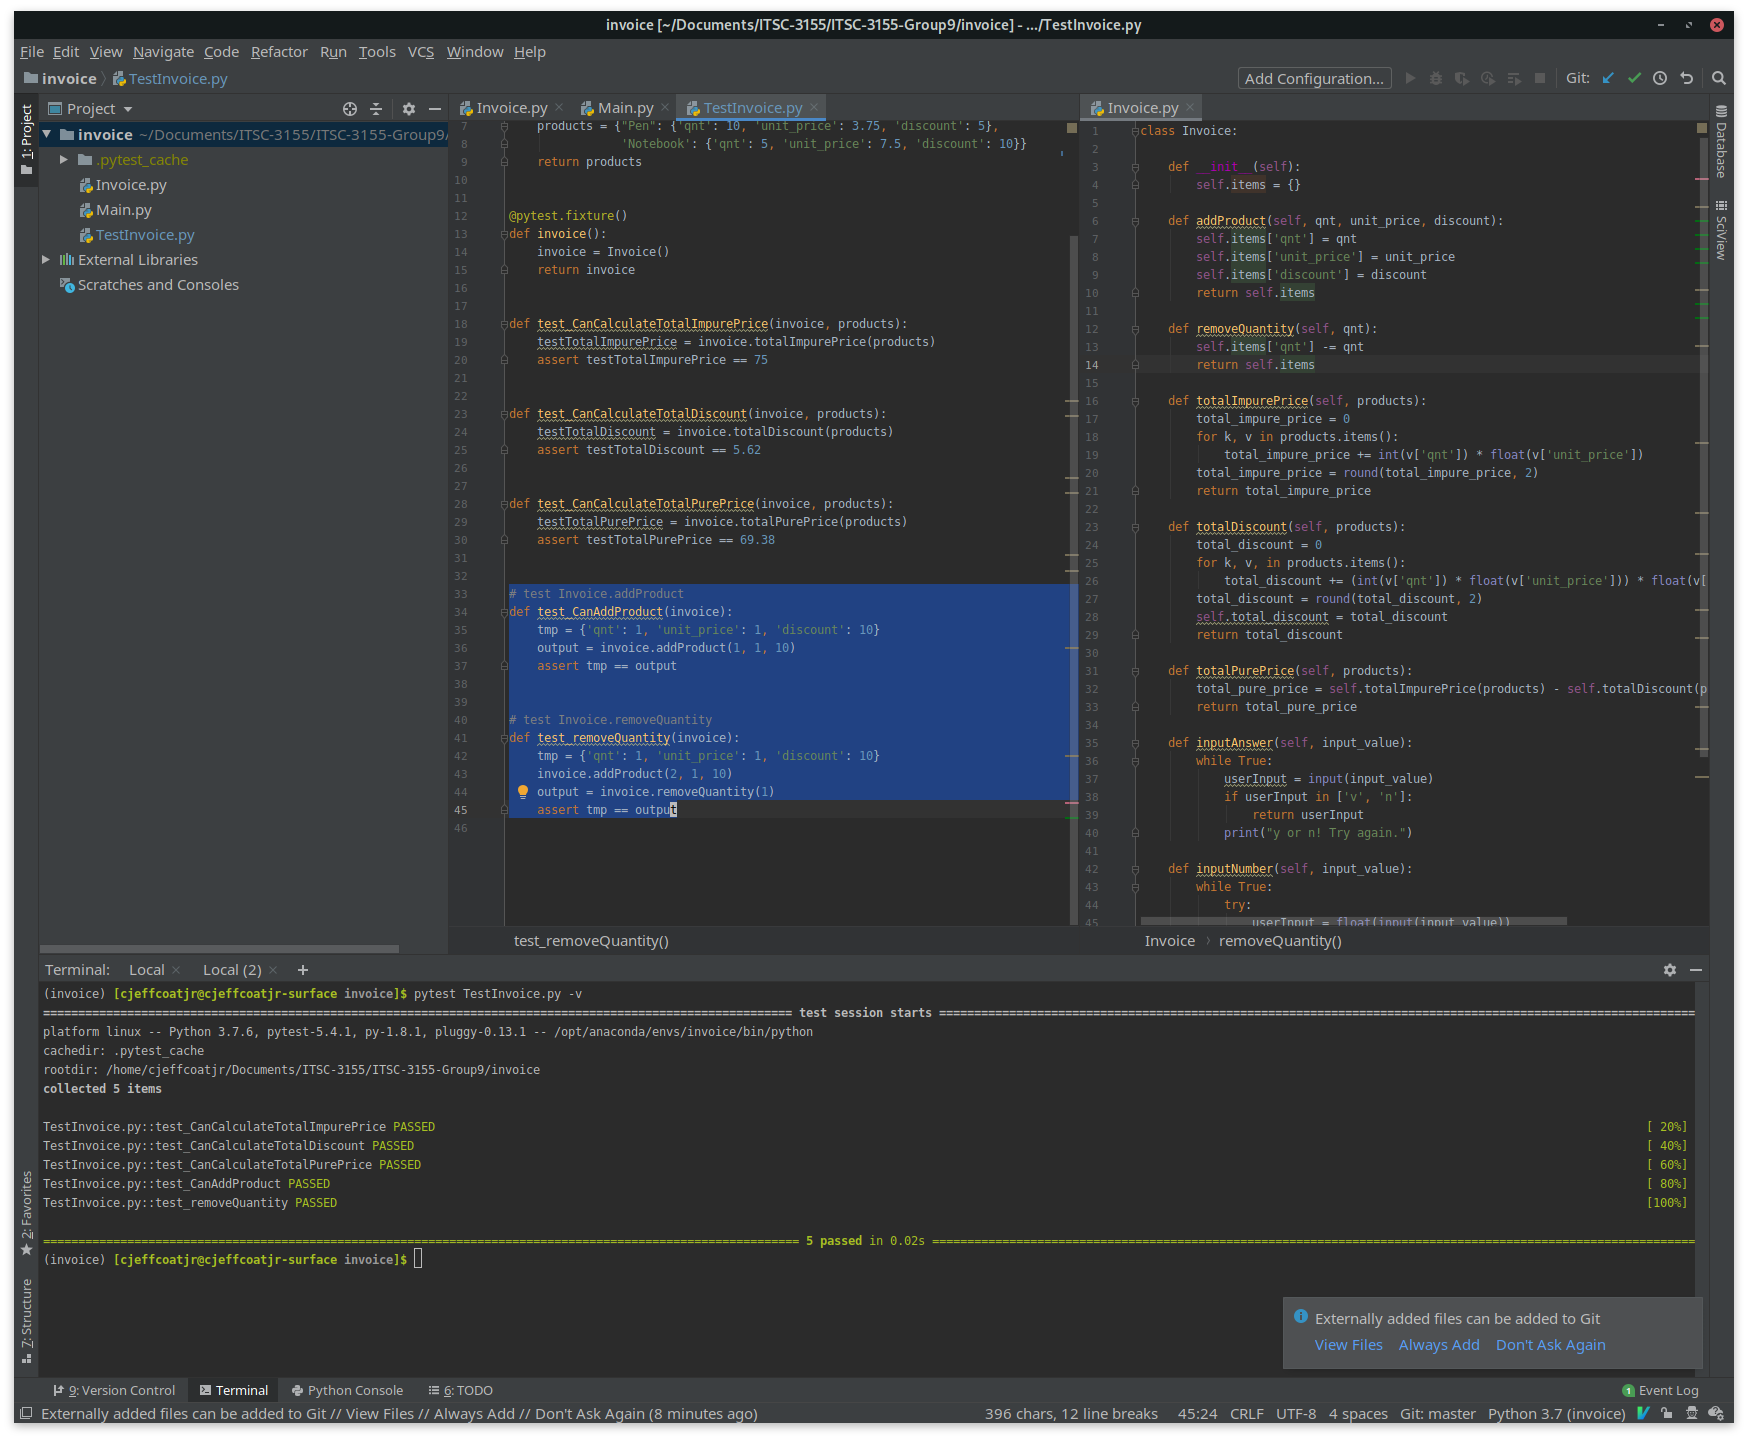 invoice [~/Documents/ITSC-3155/ITSC-3155-Group9/invoice] - .../TestInvoice.py
File Edit View Navigate Code Refactor Run Tools VCS Window Help
invoice TestInvoice.py
Add Configuration...
Git:
1: Project
2: Favorites
7: Structure
Database
SciView
Project
invoice ~/Documents/ITSC-3155/ITSC-3155-Group9/
.pytest_cache
Invoice.py
Main.py
TestInvoice.py
External Libraries
Scratches and Consoles
Invoice.py Main.py TestInvoice.py
7 products = {"Pen": {'qnt': 10, 'unit_price': 3.75, 'discount': 5},
8 'Notebook': {'qnt': 5, 'unit_price': 7.5, 'discount': 10}}
9 return products
10
11
12 @pytest.fixture()
13 def invoice():
14 invoice = Invoice()
15 return invoice
16
17
18 def test_CanCalculateTotalImpurePrice(invoice, products):
19 testTotalImpurePrice = invoice.totalImpurePrice(products)
20 assert testTotalImpurePrice == 75
21
22
23 def test_CanCalculateTotalDiscount(invoice, products):
24 testTotalDiscount = invoice.totalDiscount(products)
25 assert testTotalDiscount == 5.62
26
27
28 def test_CanCalculateTotalPurePrice(invoice, products):
29 testTotalPurePrice = invoice.totalPurePrice(products)
30 assert testTotalPurePrice == 69.38
31
32
33 # test Invoice.addProduct
34 def test_CanAddProduct(invoice):
35 tmp = {'qnt': 1, 'unit_price': 1, 'discount': 10}
36 output = invoice.addProduct(1, 1, 10)
37 assert tmp == output
38
39
40 # test Invoice.removeQuantity
41 def test_removeQuantity(invoice):
42 tmp = {'qnt': 1, 'unit_price': 1, 'discount': 10}
43 invoice.addProduct(2, 1, 10)
44 output = invoice.removeQuantity(1)
45 assert tmp == output
46
test_removeQuantity()
Invoice.py
1 class Invoice:
2
3 def __init__(self):
4 self.items = {}
5
6 def addProduct(self, qnt, unit_price, discount):
7 self.items['qnt'] = qnt
8 self.items['unit_price'] = unit_price
9 self.items['discount'] = discount
10 return self.items
11
12 def removeQuantity(self, qnt):
13 self.items['qnt'] -= qnt
14 return self.items
15
16 def totalImpurePrice(self, products):
17 total_impure_price = 0
18 for k, v in products.items():
19 total_impure_price += int(v['qnt']) * float(v['unit_price'])
20 total_impure_price = round(total_impure_price, 2)
21 return total_impure_price
22
23 def totalDiscount(self, products):
24 total_discount = 0
25 for k, v, in products.items():
26 total_discount += (int(v['qnt']) * float(v['unit_price'])) * float(v[
27 total_discount = round(total_discount, 2)
28 self.total_discount = total_discount
29 return total_discount
30
31 def totalPurePrice(self, products):
32 total_pure_price = self.totalImpurePrice(products) - self.totalDiscount(p
33 return total_pure_price
34
35 def inputAnswer(self, input_value):
36 while True:
37 userInput = input(input_value)
38 if userInput in ['v', 'n']:
39 return userInput
40 print("y or n! Try again.")
41
42 def inputNumber(self, input_value):
43 while True:
44 try:
45 userInput = float(input(input_value))
Invoice removeQuantity()
Terminal: Local Local (2) +
(invoice) [cjeffcoatjr@cjeffcoatjr-surface invoice]$ pytest TestInvoice.py -v
test session starts
platform linux -- Python 3.7.6, pytest-5.4.1, py-1.8.1, pluggy-0.13.1 -- /opt/anaconda/envs/invoice/bin/python
cachedir: .pytest_cache
rootdir: /home/cjeffcoatjr/Documents/ITSC-3155/ITSC-3155-Group9/invoice
collected 5 items
TestInvoice.py::test_CanCalculateTotalImpurePrice PASSED [ 20%]
TestInvoice.py::test_CanCalculateTotalDiscount PASSED [ 40%]
TestInvoice.py::test_CanCalculateTotalPurePrice PASSED [ 60%]
TestInvoice.py::test_CanAddProduct PASSED [ 80%]
TestInvoice.py::test_removeQuantity PASSED [100%]
5 passed in 0.02s
(invoice) [cjeffcoatjr@cjeffcoatjr-surface invoice]$
Externally added files can be added to Git
View Files Always Add Don't Ask Again
9: Version Control Terminal Python Console 6: TODO 1 Event Log
Externally added files can be added to Git // View Files // Always Add // Don't Ask Again (8 minutes ago) 396 chars, 12 line breaks 45:24 CRLF UTF-8 4 spaces Git: master Python 3.7 (invoice)